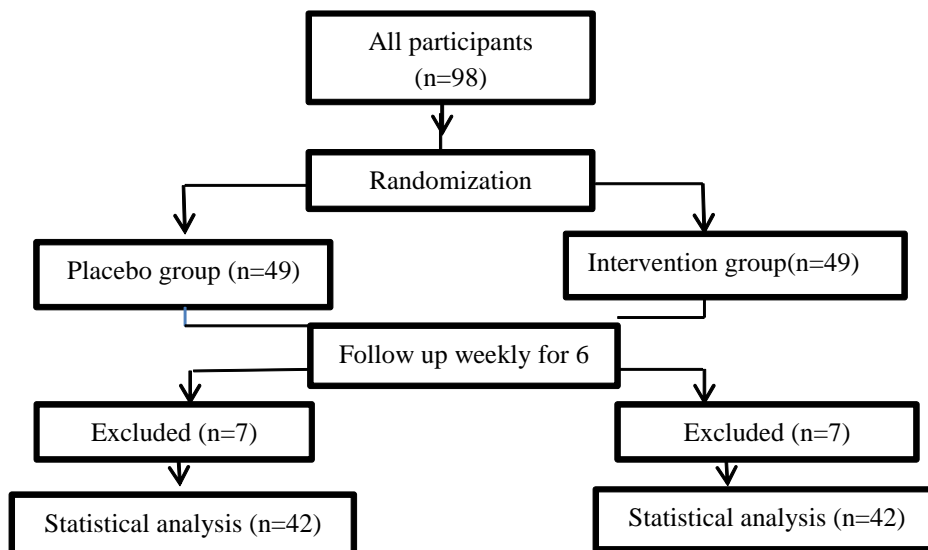 All participants
(n=98)
Randomization
Placebo group (n=49)
Intervention group(n=49)
Follow up weekly for 6
Excluded (n=7)
Excluded (n=7)
Statistical analysis (n=42)
Statistical analysis (n=42)